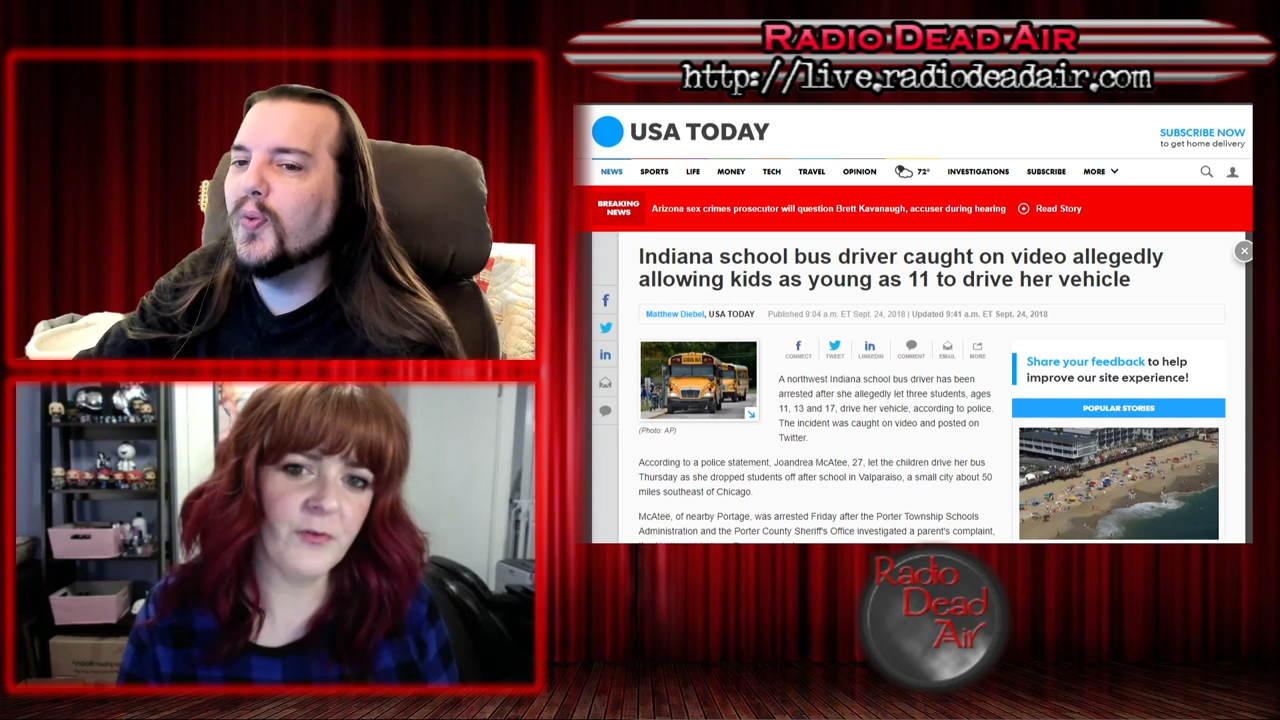 RADIO DEAD AIR
http://live.radiodeadair.com
USA TODAY
SUBSCRIBE NOW
to get home delivery
NEWS SPORTS LIFE MONEY TECH TRAVEL OPINION 72° INVESTIGATIONS SUBSCRIBE MORE
BREAKING
NEWS
Arizona sex crimes prosecutor will question Brett Kavanaugh, accuser during hearing Read Story
Indiana school bus driver caught on video allegedly
allowing kids as young as 11 to drive her vehicle
Matthew Diebel, USA TODAY Published 9:04 a.m. ET Sept. 24, 2018 | Updated 9:41 a.m. ET Sept. 24, 2018
CONNECT TWEET LINKEDIN COMMENT EMAIL MORE
(Photo: AP)
A northwest Indiana school bus driver has been
arrested after she allegedly let three students, ages
11, 13 and 17, drive her vehicle, according to police.
The incident was caught on video and posted on
Twitter.
According to a police statement, Joandrea McAtee, 27, let the children drive her bus
Thursday as she dropped students off after school in Valparaiso, a small city about 50
miles southeast of Chicago.
McAtee, of nearby Portage, was arrested Friday after the Porter Township Schools
Administration and the Porter County Sheriff's Office investigated a parent's complaint,
Share your feedback to help
improve our site experience!
POPULAR STORIES
Radio
Dead
Air